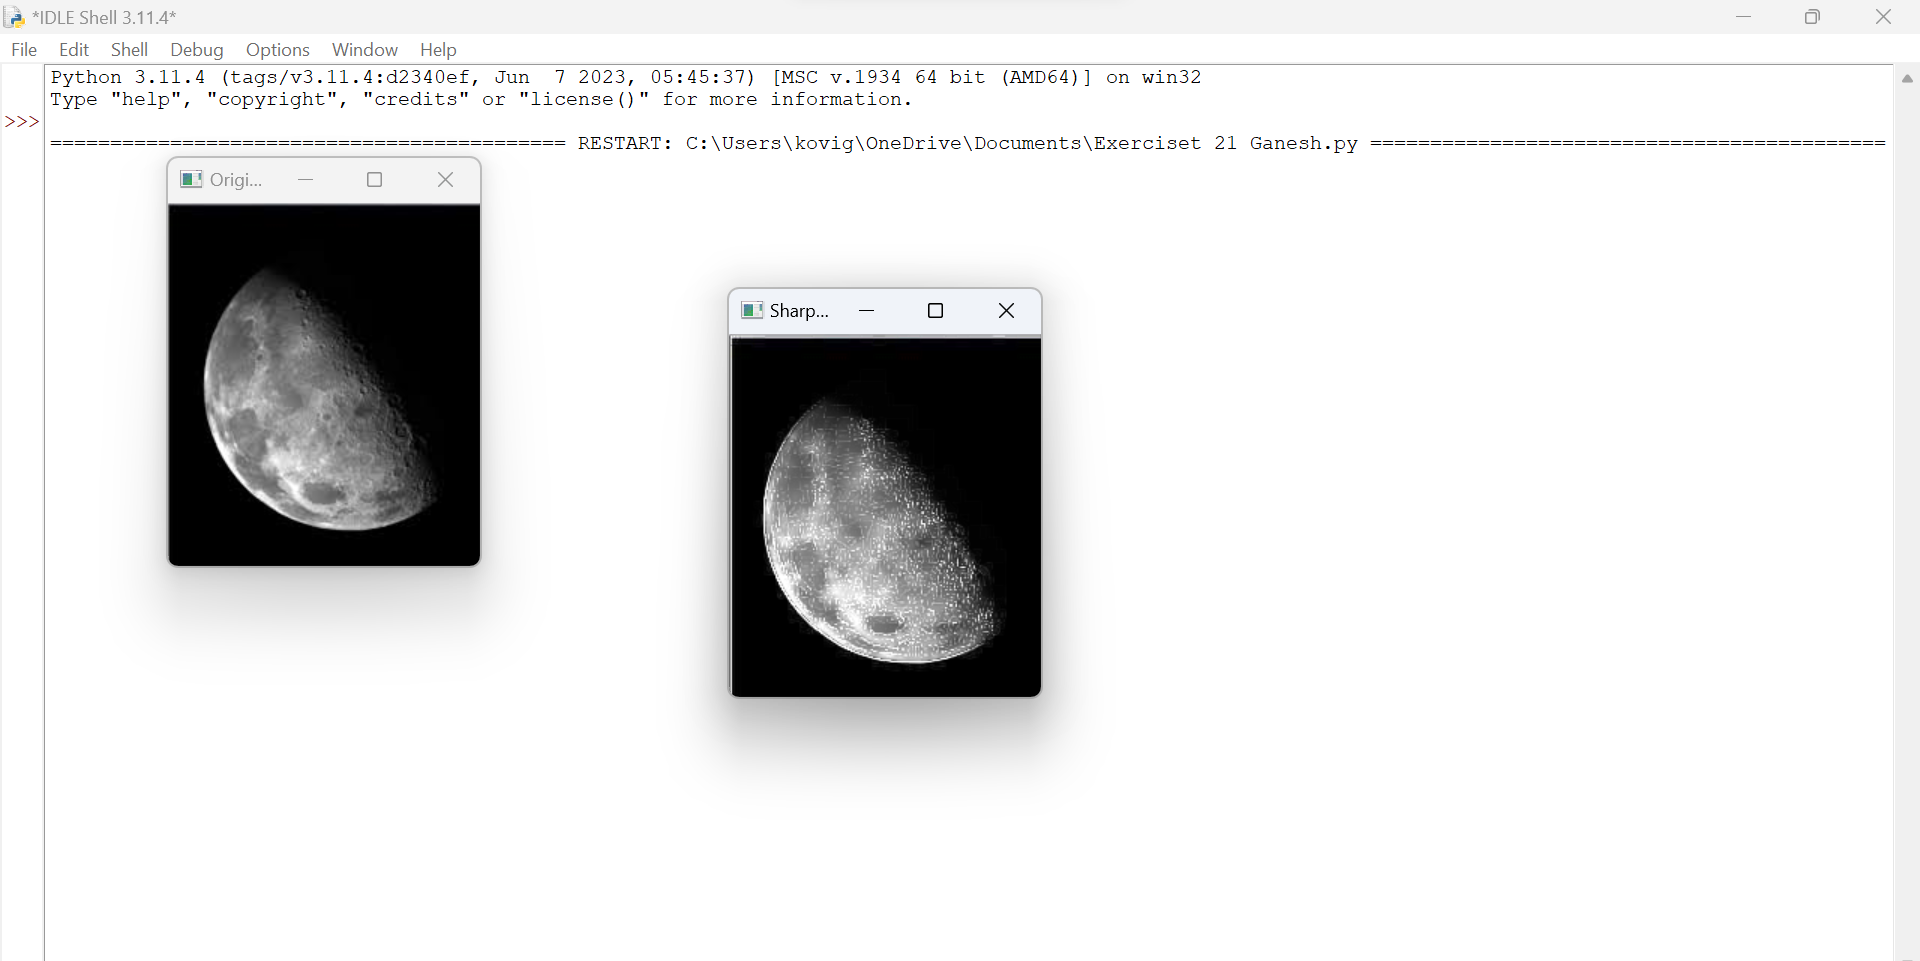 *IDLE Shell 3.11.4*
File Edit Shell Debug Options Window Help
Python 3.11.4 (tags/v3.11.4:d2340ef, Jun  7 2023, 05:45:37) [MSC v.1934 64 bit (AMD64)] on win32
Type "help", "copyright", "credits" or "license()" for more information.
>>>
=========================================== RESTART: C:\Users\kovig\OneDrive\Documents\Exerciset 21 Ganesh.py ===========================================
Origi...
Sharp...